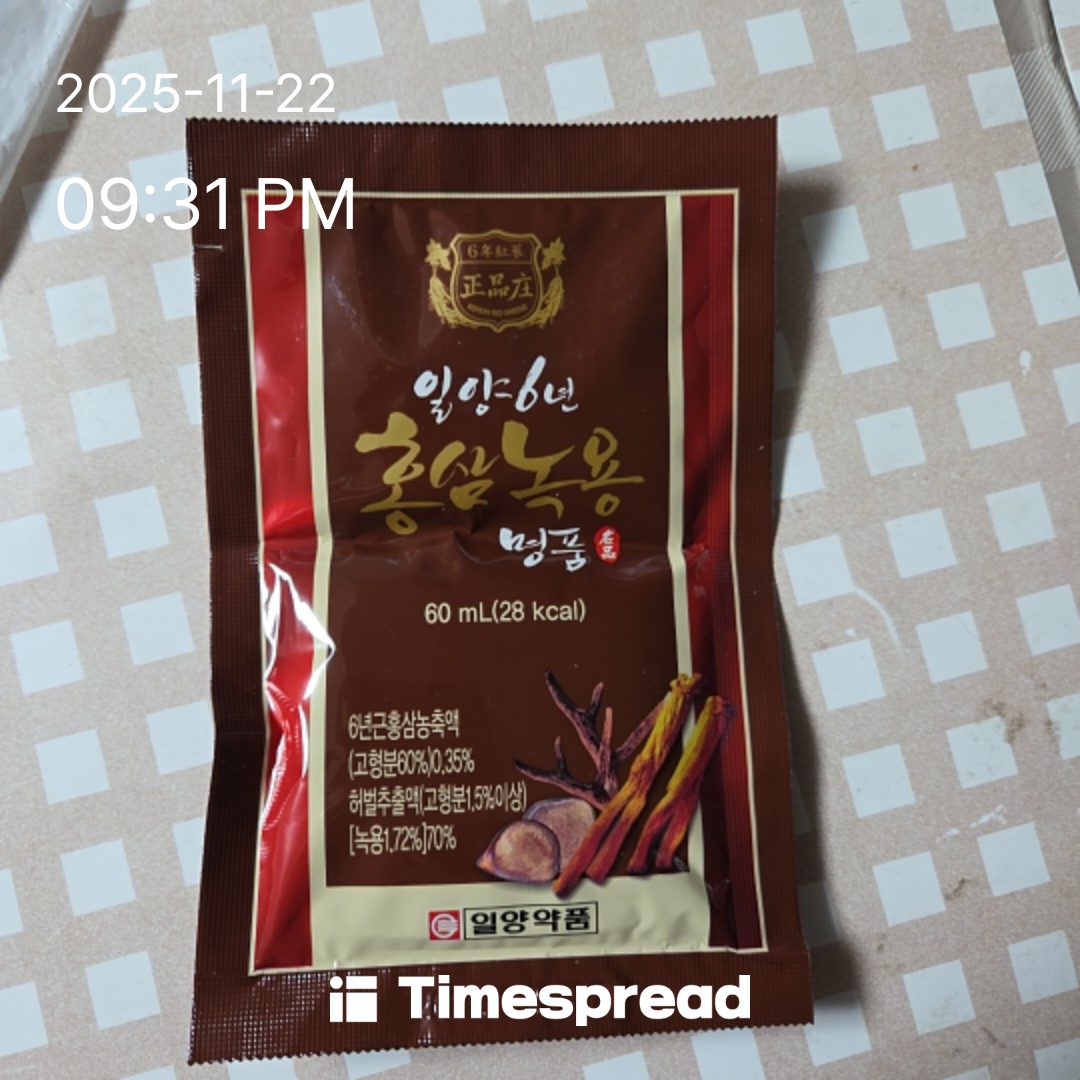 2025-11-22
09:31 PM
6年紅蔘
正品庄
KOREAN RED GINSENG
일양6년
홍삼녹용
명품
名品
60 mL(28 kcal)
6년근홍삼농축액
(고형분60%)0.35%
허벌추출액(고형분1.5%이상)
[녹용1.72%]70%
일양약품
Timespread